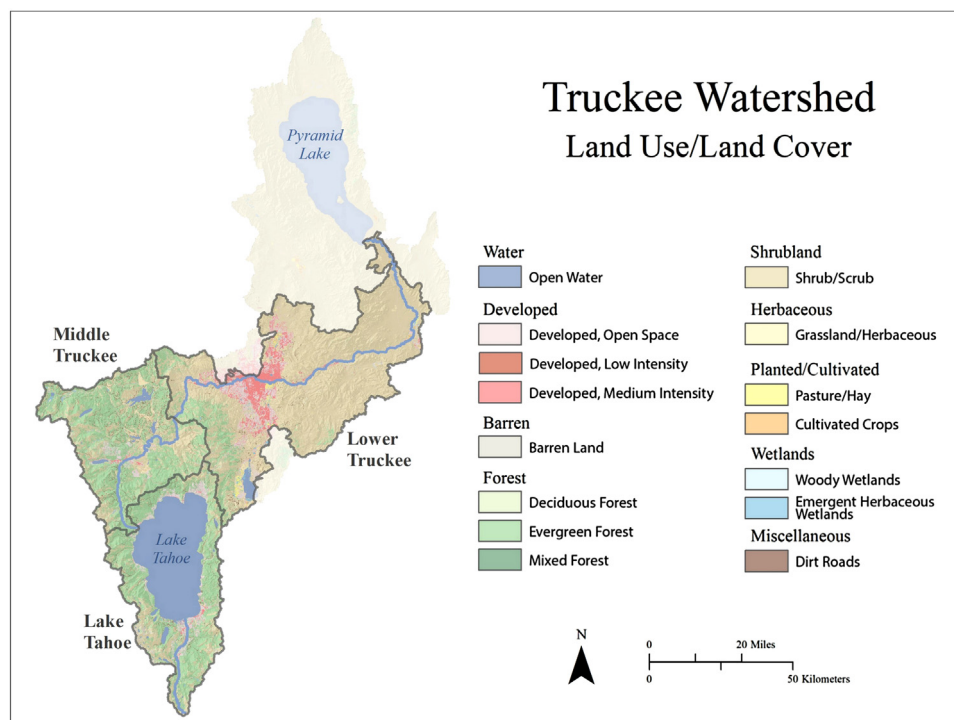 Truckee Watershed
Land Use/Land Cover
Pyramid
Lake
Middle
Truckee
Lower
Truckee
Lake
Tahoe
Lake
Tahoe
Water
Open Water
Developed
Developed, Open Space
Developed, Low Intensity
Developed, Medium Intensity
Barren
Barren Land
Forest
Deciduous Forest
Evergreen Forest
Mixed Forest
Shrubland
Shrub/Scrub
Herbaceous
Grassland/Herbaceous
Planted/Cultivated
Pasture/Hay
Cultivated Crops
Wetlands
Woody Wetlands
Emergent Herbaceous
Wetlands
Miscellaneous
Dirt Roads
N
0 20 Miles
0 50 Kilometers